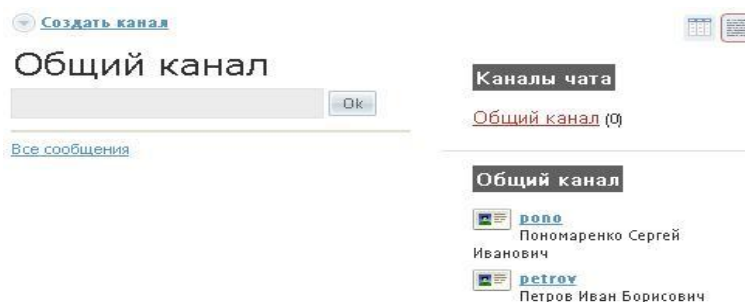 Создать канал
Общий канал
Ok
Все сообщения
Каналы чата
Общий канал (0)
Общий канал
pono
Пономаренко Сергей
Иванович
petrov
Петров Иван Борисович